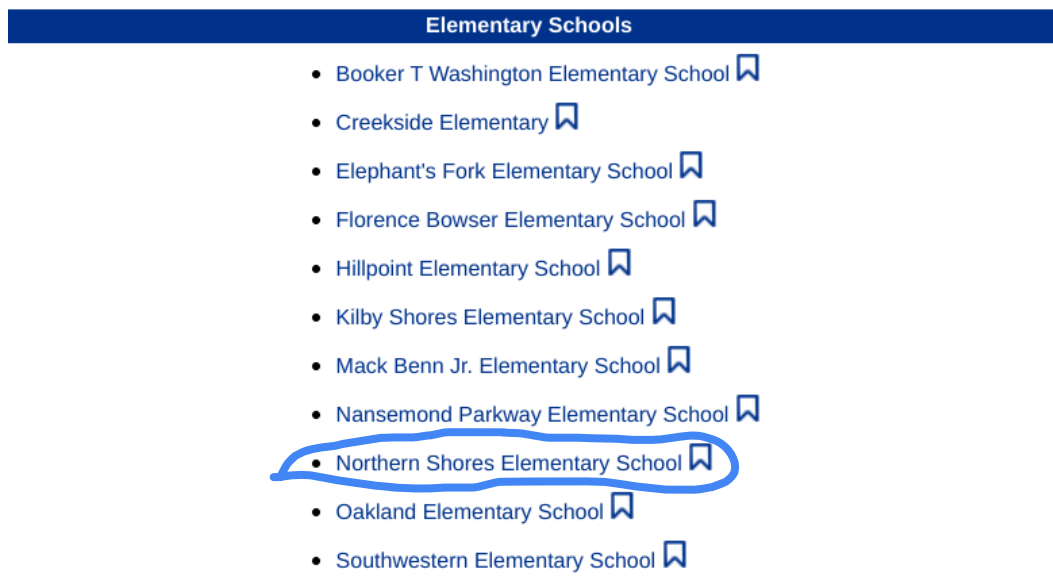 Elementary Schools
Booker T Washington Elementary School
Creekside Elementary
Elephant's Fork Elementary School
Florence Bowser Elementary School
Hillpoint Elementary School
Kilby Shores Elementary School
Mack Benn Jr. Elementary School
Nansemond Parkway Elementary School
Northern Shores Elementary School
Oakland Elementary School
Southwestern Elementary School